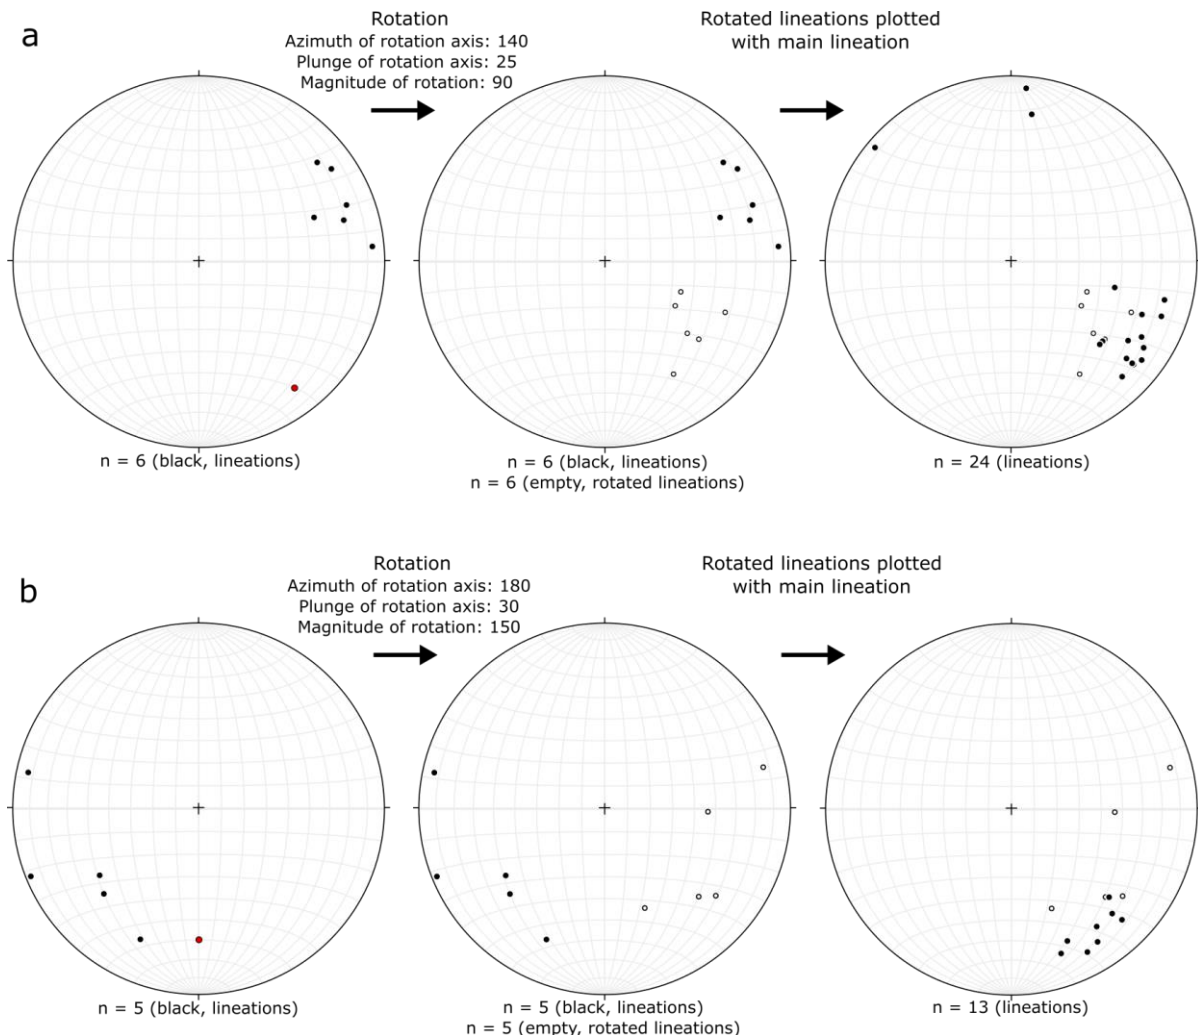 a
Rotation
Azimuth of rotation axis: 140
Plunge of rotation axis: 25
Magnitude of rotation: 90
Rotated lineations plotted
with main lineation
n = 6 (black, lineations)
n = 6 (black, lineations)
n = 6 (empty, rotated lineations)
n = 24 (lineations)
b
Rotation
Azimuth of rotation axis: 180
Plunge of rotation axis: 30
Magnitude of rotation: 150
Rotated lineations plotted
with main lineation
n = 5 (black, lineations)
n = 5 (black, lineations)
n = 5 (empty, rotated lineations)
n = 13 (lineations)